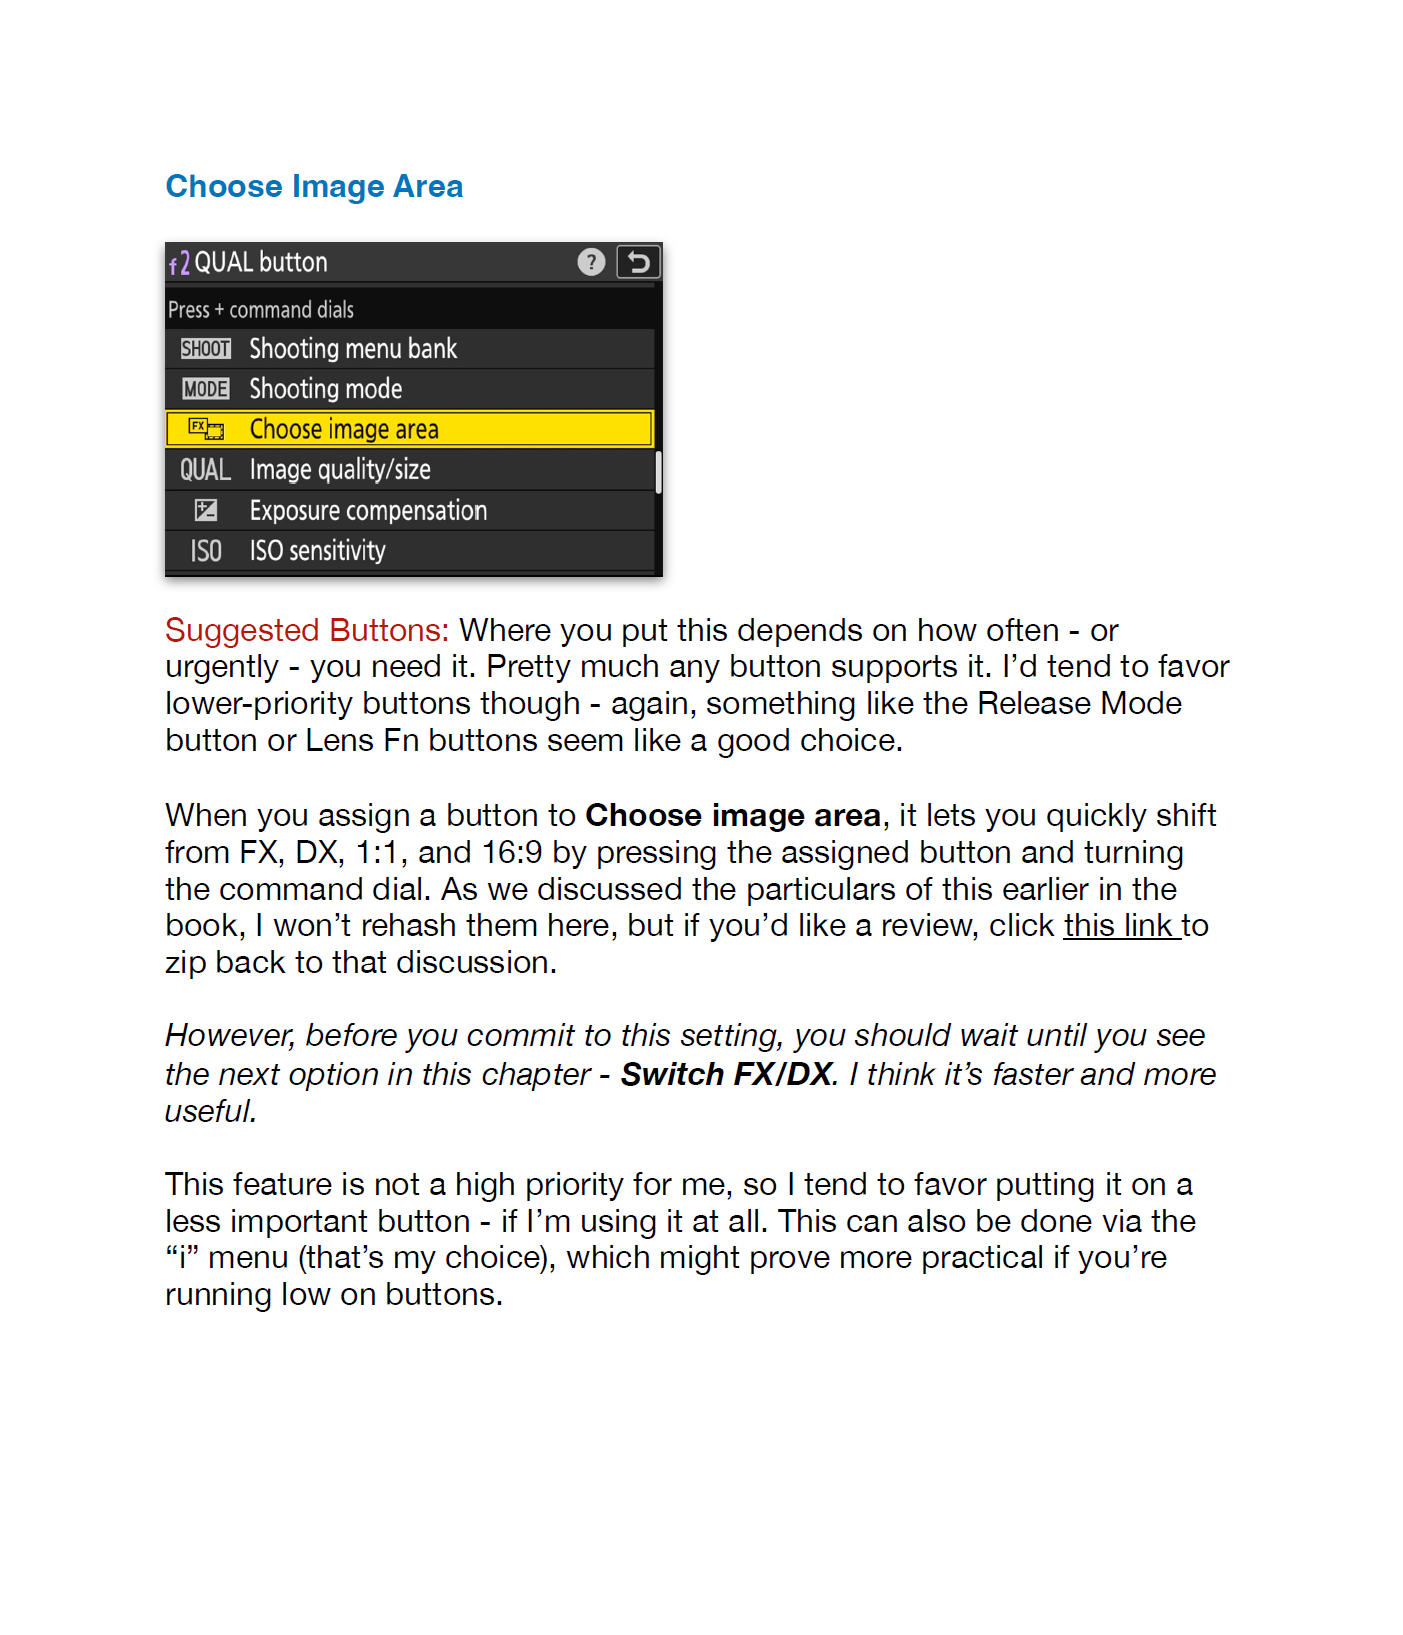 Choose Image Area
f2 QUAL button ?
Press + command dials
SHOOT Shooting menu bank
MODE Shooting mode
FX Choose image area
QUAL Image quality/size
Exposure compensation
ISO ISO sensitivity
Suggested Buttons: Where you put this depends on how often - or
urgently - you need it. Pretty much any button supports it. I’d tend to favor
lower-priority buttons though - again, something like the Release Mode
button or Lens Fn buttons seem like a good choice.
When you assign a button to Choose image area, it lets you quickly shift
from FX, DX, 1:1, and 16:9 by pressing the assigned button and turning
the command dial. As we discussed the particulars of this earlier in the
book, I won’t rehash them here, but if you’d like a review, click this link to
zip back to that discussion.
However, before you commit to this setting, you should wait until you see
the next option in this chapter - Switch FX/DX. I think it’s faster and more
useful.
This feature is not a high priority for me, so I tend to favor putting it on a
less important button - if I’m using it at all. This can also be done via the
“i” menu (that’s my choice), which might prove more practical if you’re
running low on buttons.